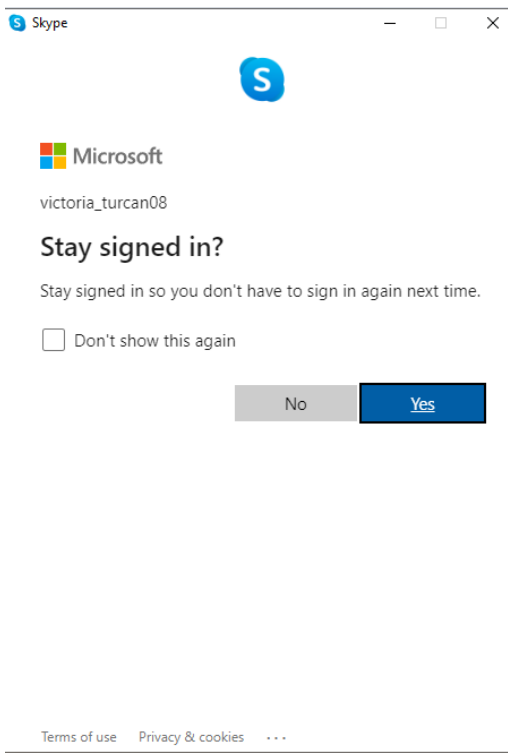 Skype
Microsoft
victoria_turcan08
Stay signed in?
Stay signed in so you don't have to sign in again next time.
Don't show this again
No Yes
Terms of use Privacy & cookies ...